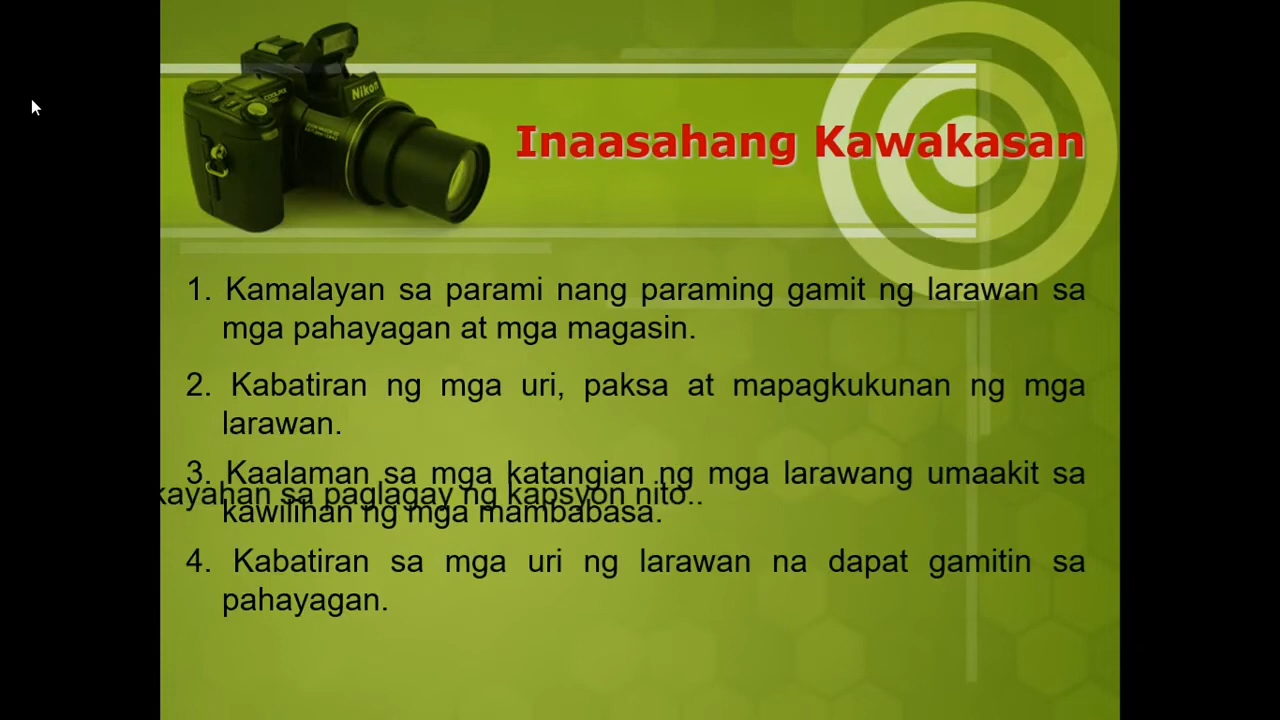 Nikon
COOLPIX
Inaasahang Kawakasan
1. Kamalayan sa parami nang paraming gamit ng larawan sa
mga pahayagan at mga magasin.
2. Kabatiran ng mga uri, paksa at mapagkukunan ng mga
larawan.
3. Kaalaman sa mga katangian ng mga larawang umaakit sa
kayahan sa paglagay ng kapsyon nito..
kawilihan ng mga mambabasa.
4. Kabatiran sa mga uri ng larawan na dapat gamitin sa
pahayagan.